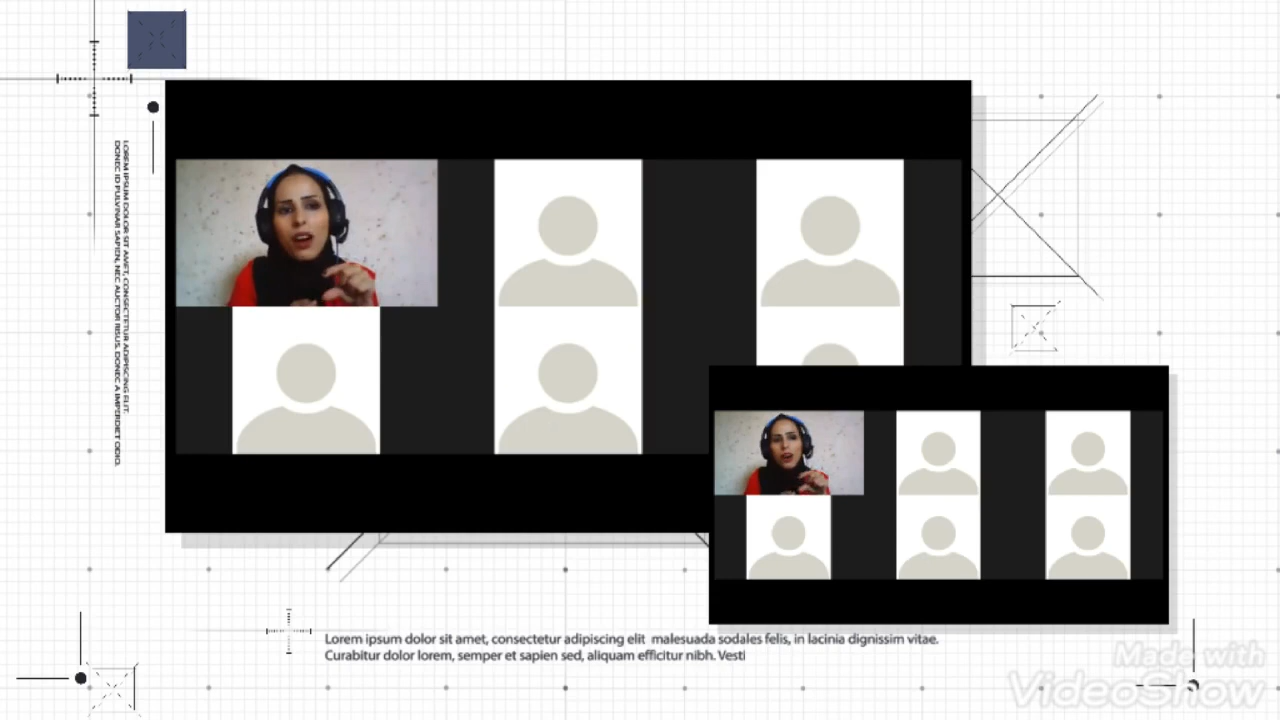 LOREM IPSUM DOLOR SIT AMET, CONSECTETUR ADIPISCING ELIT.
DONEC ID PULVINAR SAPIEN, NEC AUCTOR RISUS. DONEC A IMPERDIET ODIO.
Lorem ipsum dolor sit amet, consectetur adipiscing elit malesuada sodales felis, in lacinia dignissim vitae.
Curabitur dolor lorem, semper et sapien sed, aliquam efficitur nibh. Vesti
Made with
VideoShow